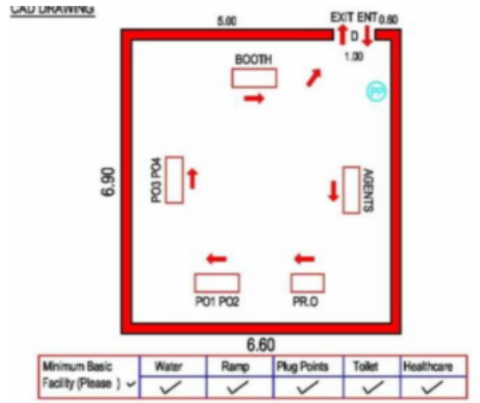 CAD DRAWING
5.00
EXIT ENT 0.60
D
1.00
BOOTH
6.90
PO3 PO4
AGENTS
PO1 PO2
PR.O
6.60
Minimum Basic Water Ramp Plug Points Toilet Healthcare
Facility (Please )